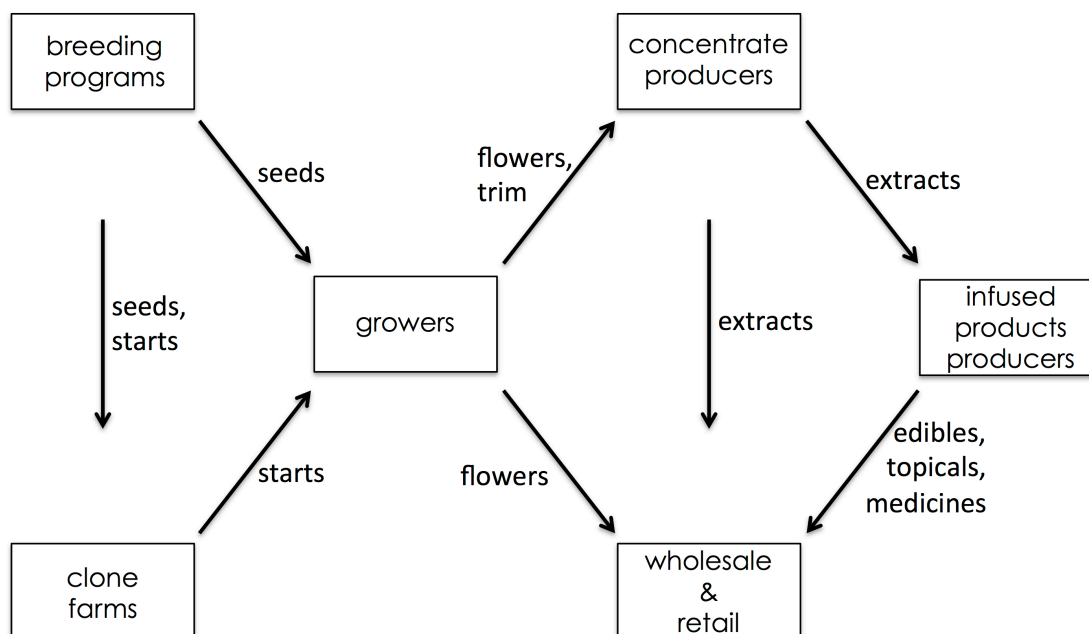 breeding
programs
concentrate
producers
seeds
flowers,
trim
extracts
seeds,
starts
growers
extracts
infused
products
producers
starts
flowers
edibles,
topicals,
medicines
clone
farms
wholesale
&
retail